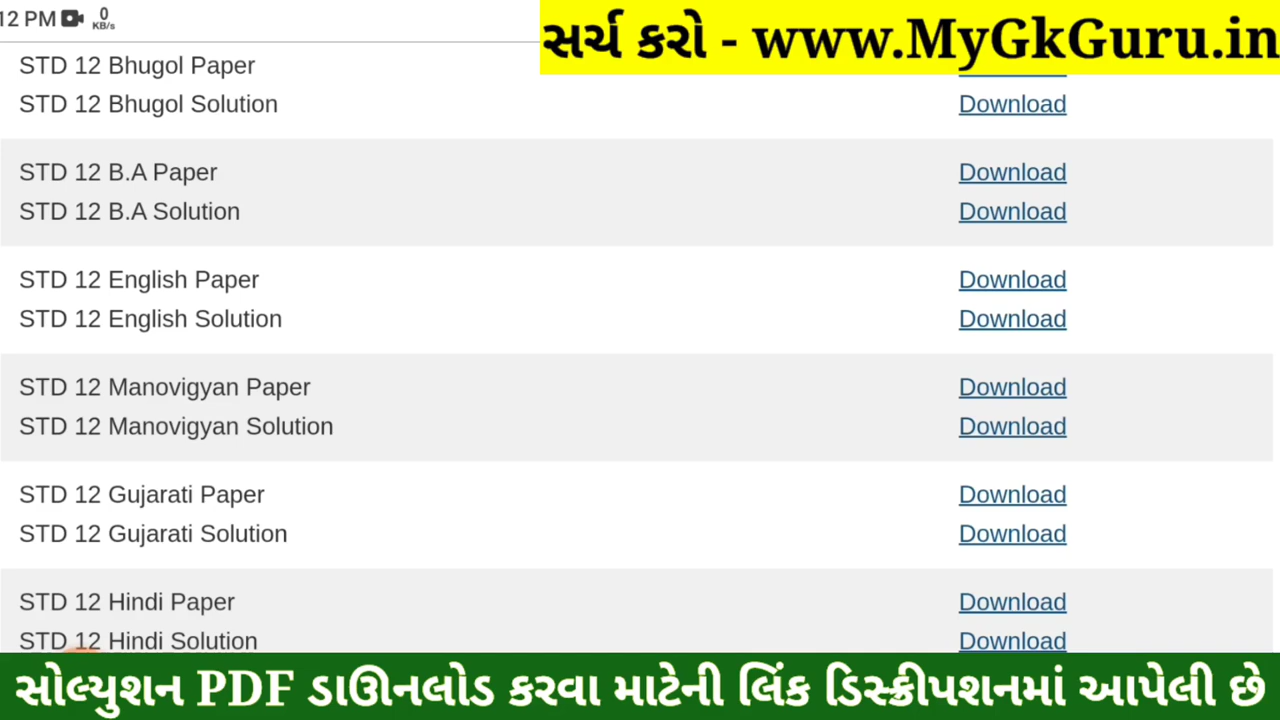 12 PM 0 KB/s
સર્ચ કરો - www.MyGkGuru.in
STD 12 Bhugol Paper
STD 12 Bhugol Solution Download
STD 12 B.A Paper Download
STD 12 B.A Solution Download
STD 12 English Paper Download
STD 12 English Solution Download
STD 12 Manovigyan Paper Download
STD 12 Manovigyan Solution Download
STD 12 Gujarati Paper Download
STD 12 Gujarati Solution Download
STD 12 Hindi Paper Download
STD 12 Hindi Solution Download
સોલ્યુશન PDF ડાઊનલોડ કરવા માટેની લિંક ડિસ્ક્રીપશનમાં આપેલી છે